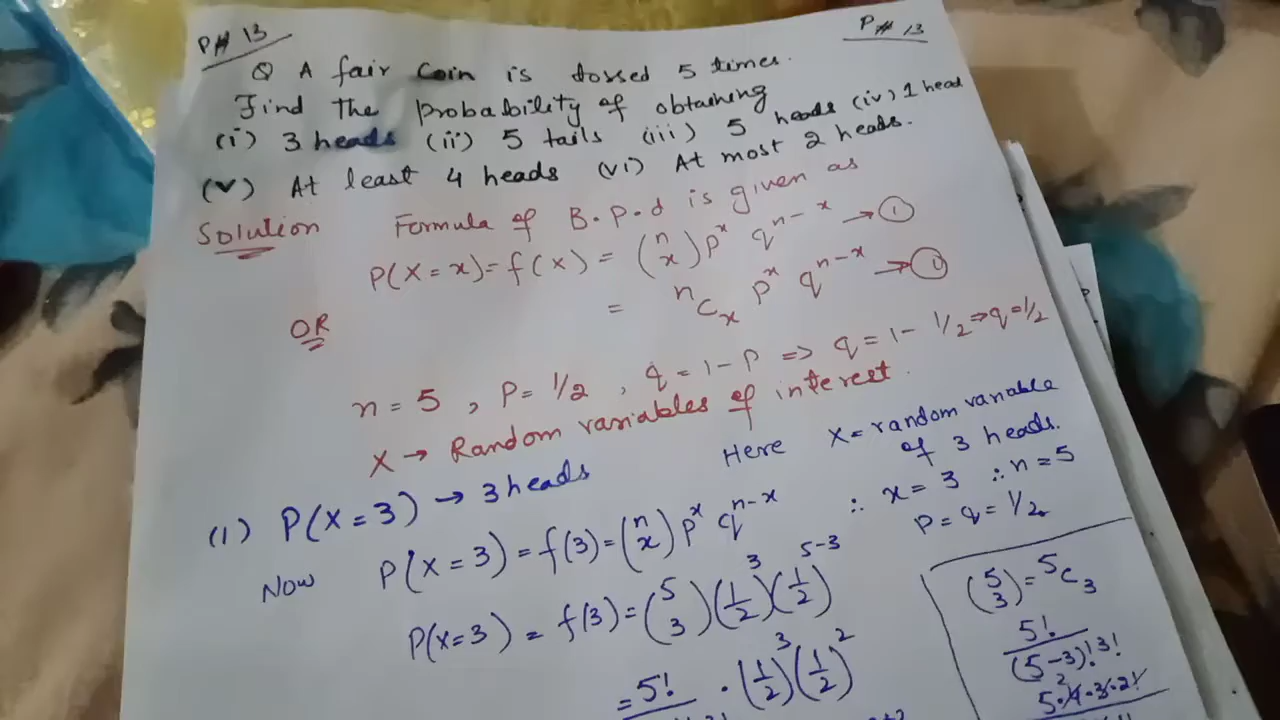 P# 13
P# 13
Q A fair coin is tossed 5 times.
Find the probability of obtaining
(i) 3 heads (ii) 5 tails (iii) 5 heads (iv) 1 head
(v) At least 4 heads (vi) At most 2 heads.
Solution Formula of B.p.d is given as
P(X=x)=f(x) = (n x) p^x q^(n-x) → ①
OR = nCx p^x q^(n-x) →
n = 5 , P= 1/2 , q = 1-P => q = 1- 1/2 => q=1/2
X → Random variables of interest.
(1) P(X=3) → 3 heads Here X = random variable
of 3 heads.
Now P(X=3) = f(3) = (n x) p^x q^(n-x) ∴ x = 3 ∴ n = 5
P = q = 1/2
P(X=3) = f(3) = (5 3) (1/2)^3 (1/2)^(5-3)
(5 3) = 5C3
= 5! . (1/2)^3 (1/2)^2
5!/(5-3)!3!
5.4.3.2!